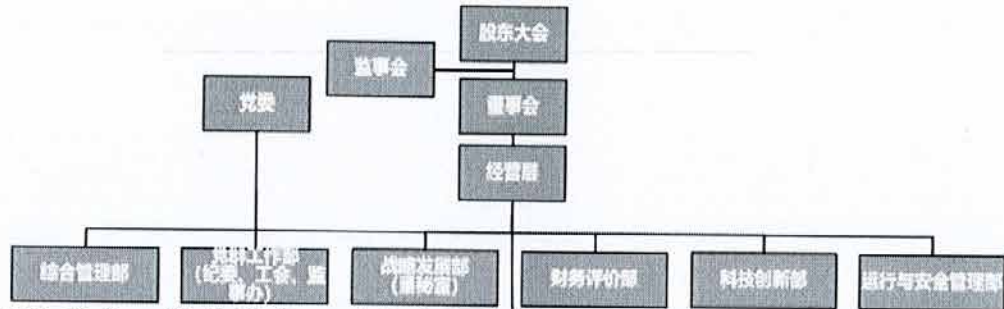 股东大会
监事会
党委
董事会
经营层
综合管理部
党群工作部
(纪委、工会、监
事办)
战略发展部
(董秘室)
财务评价部
科技创新部
运行与安全管理部